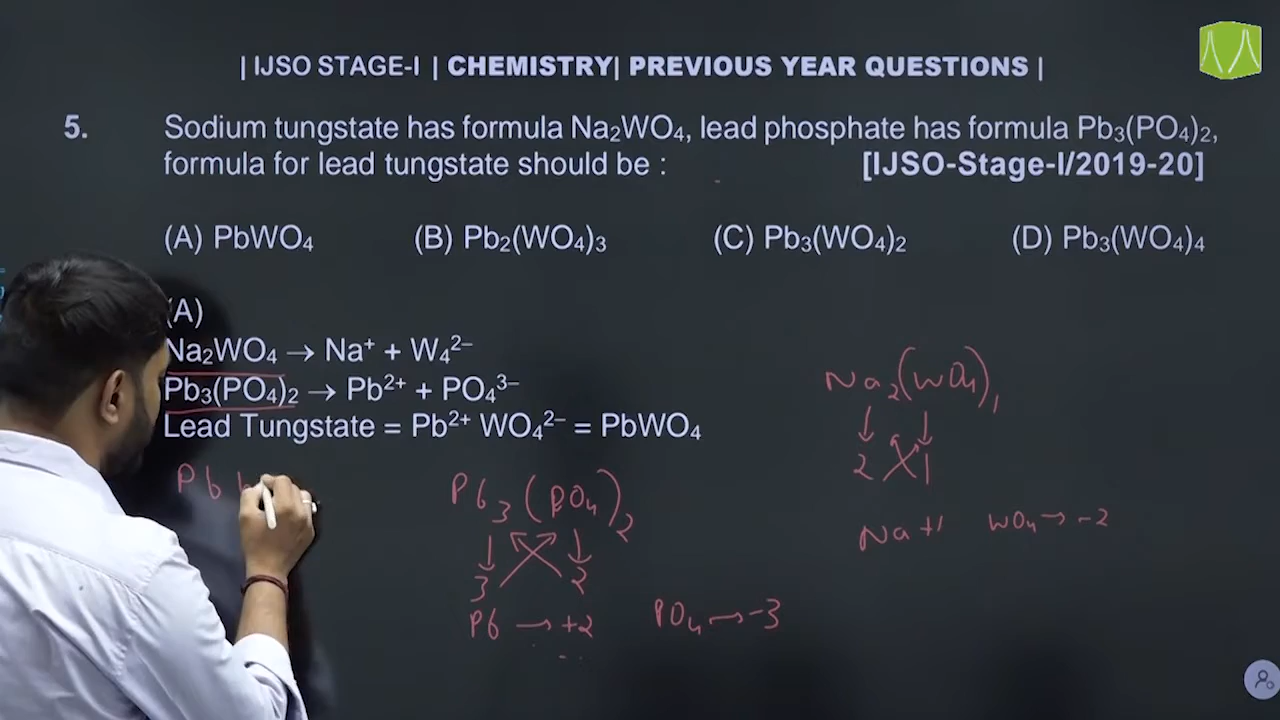 | IJSO STAGE-I | CHEMISTRY| PREVIOUS YEAR QUESTIONS |
5. Sodium tungstate has formula Na₂WO₄, lead phosphate has formula Pb₃(PO₄)₂,
formula for lead tungstate should be : [IJSO-Stage-I/2019-20]
(A) PbWO₄ (B) Pb₂(WO₄)₃ (C) Pb₃(WO₄)₂ (D) Pb₃(WO₄)₄
(A)
Na₂WO₄ → Na⁺ + W₄²⁻
Pb₃(PO₄)₂ → Pb²⁺ + PO₄³⁻
Lead Tungstate = Pb²⁺ WO₄²⁻ = PbWO₄
Na₂(WO₄)₁
↓ ↓
2 1
Na +1 WO₄ → -2
Pb
Pb₃(PO₄)₂
↓ ↓
3 2
Pb → +2 PO₄ → -3